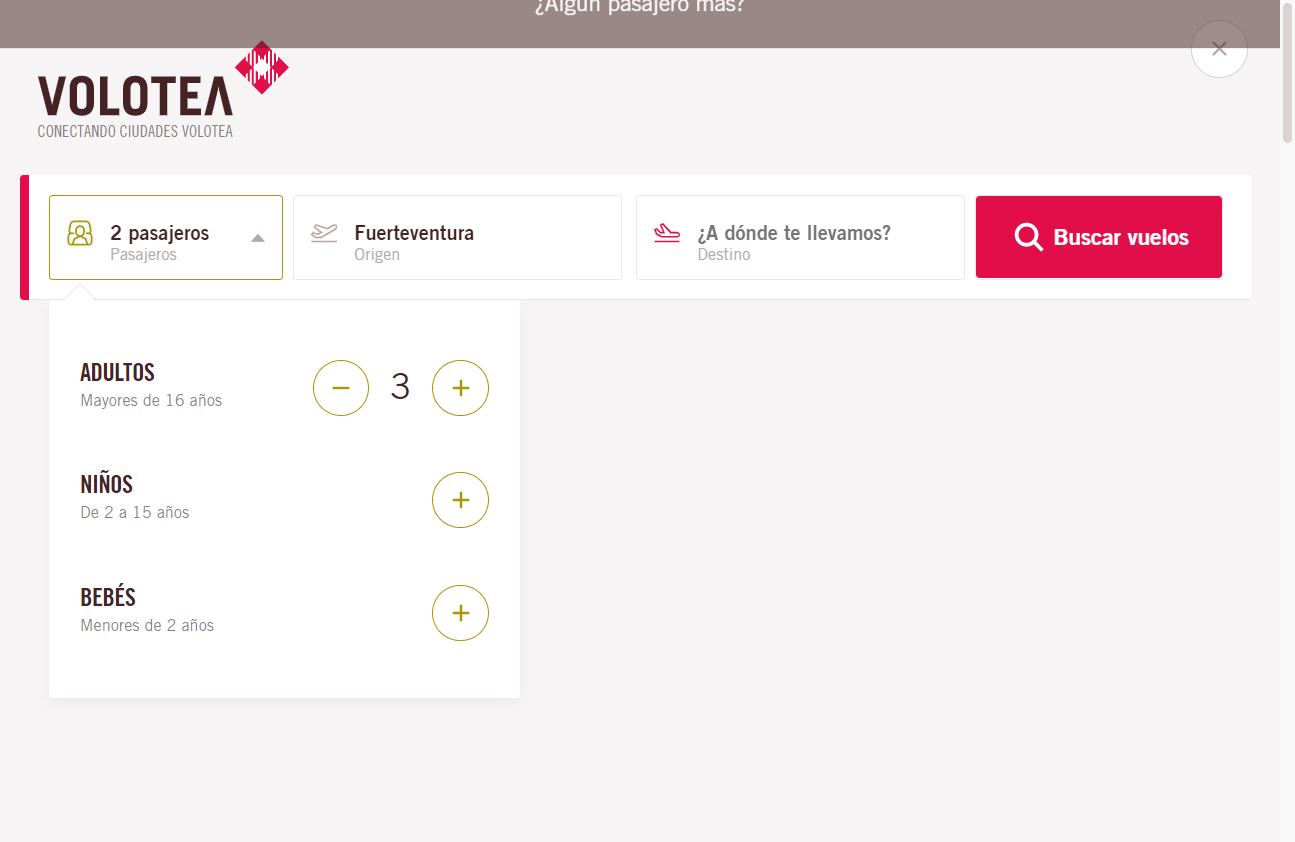 ¿Algún pasajero más?
VOLOTEA
CONECTANDO CIUDADES VOLOTEA
2 pasajeros
Pasajeros
Fuerteventura
Origen
¿A dónde te llevamos?
Destino
Buscar vuelos
ADULTOS
Mayores de 16 años
3
NIÑOS
De 2 a 15 años
BEBÉS
Menores de 2 años